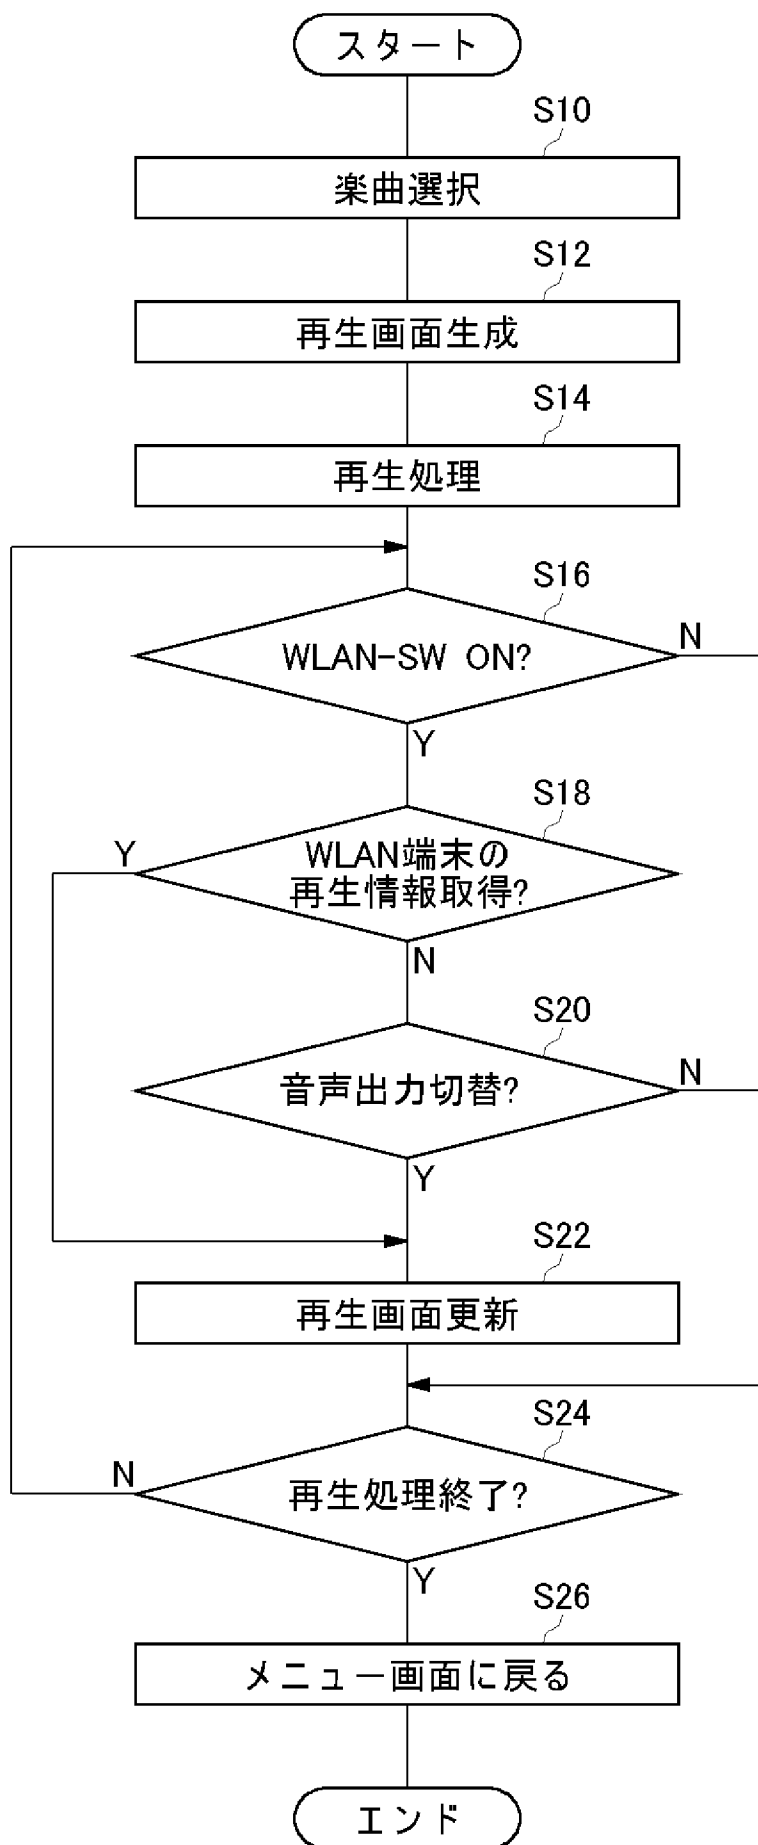 スタート
S10
楽曲選択
S12
再生画面生成
S14
再生処理
S16
WLAN-SW ON?
N
Y
S18
Y
WLAN端末の
再生情報取得?
N
S20
音声出力切替?
N
Y
S22
再生画面更新
S24
N
再生処理終了?
Y
S26
メニュー画面に戻る
エンド